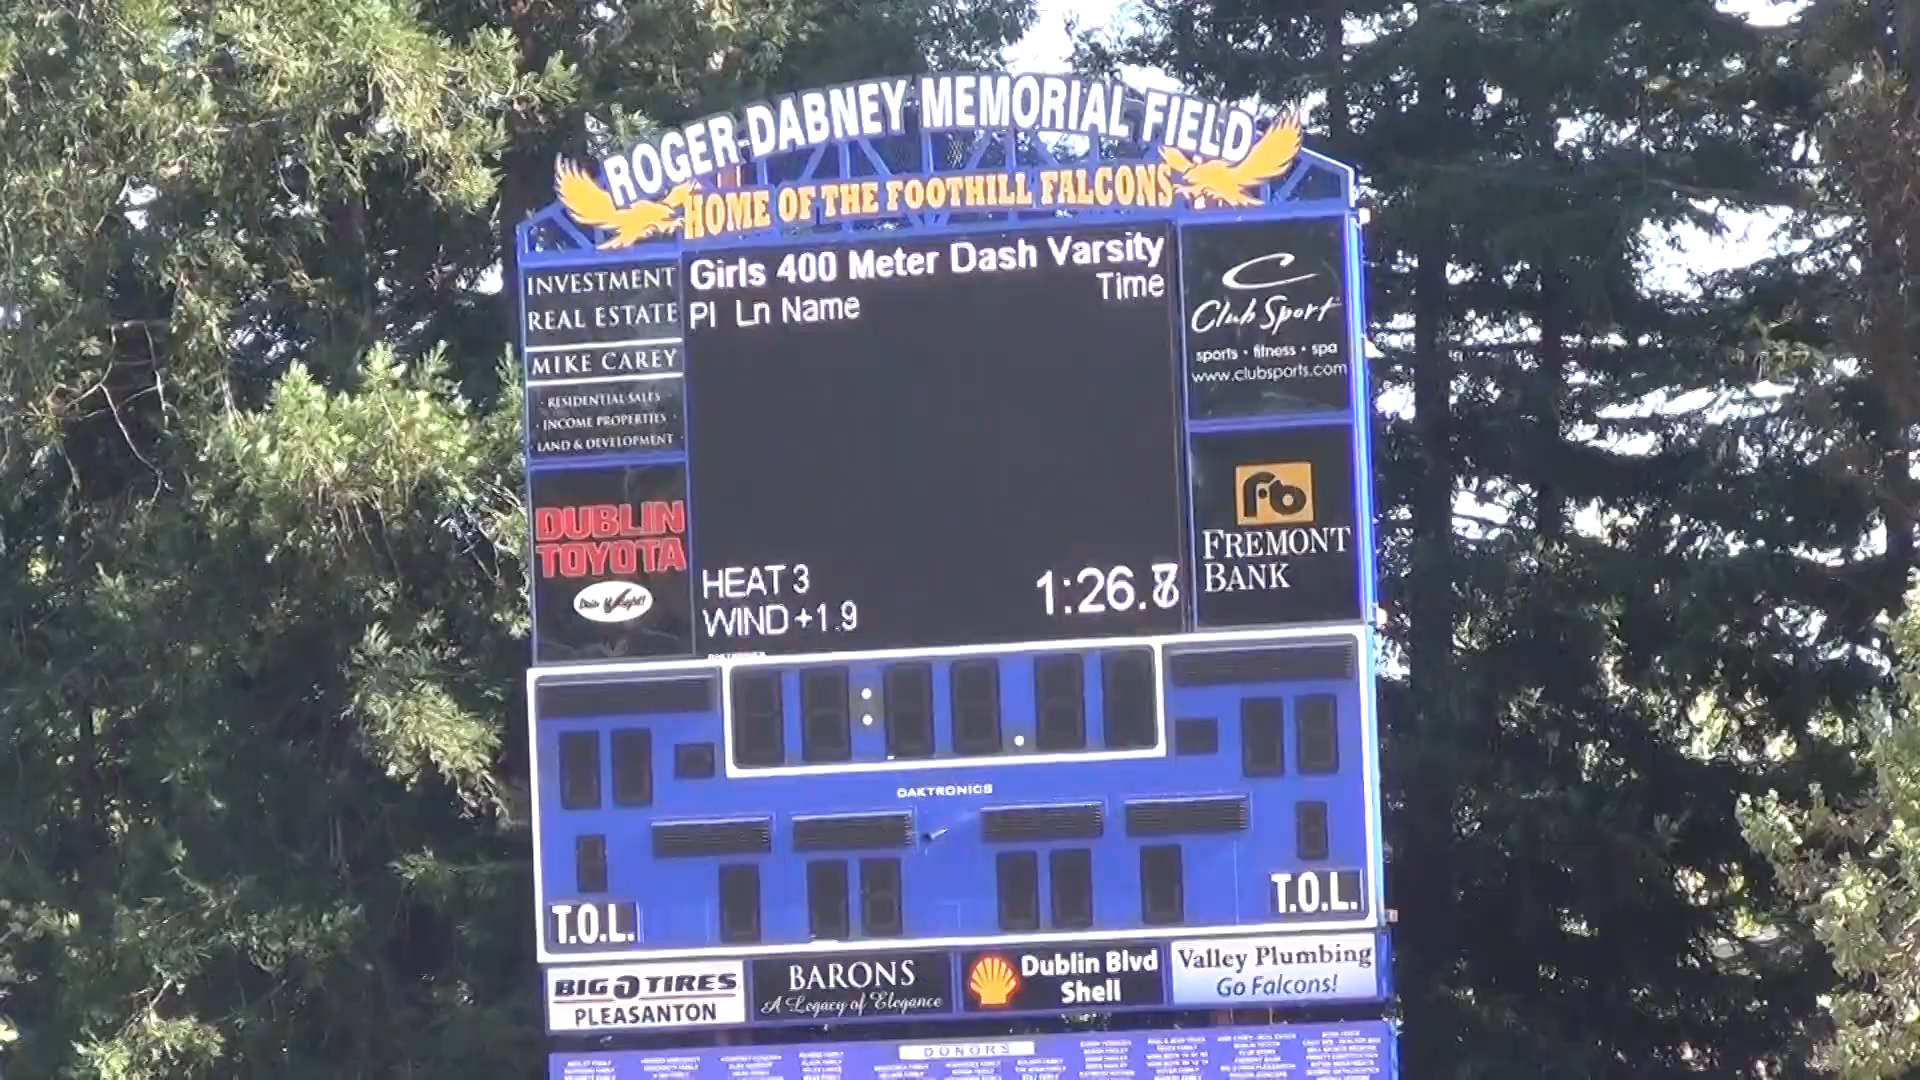 ROGER DABNEY MEMORIAL FIELD
HOME OF THE FOOTHILL FALCONS
INVESTMENT
REAL ESTATE
MIKE CAREY
· RESIDENTIAL SALES ·
· INCOME PROPERTIES ·
· LAND & DEVELOPMENT ·
DUBLIN
TOYOTA
Girls 400 Meter Dash Varsity
Pl Ln Name Time
HEAT 3
WIND +1.9
1:26.
Club Sport
sports • fitness • spa
www.clubsports.com
fb
FREMONT
BANK
DAKTRONICS
T.O.L.
T.O.L.
BIG O TIRES
PLEASANTON
BARONS
A Legacy of Elegance
Dublin Blvd
Shell
Valley Plumbing
Go Falcons!
DONORS